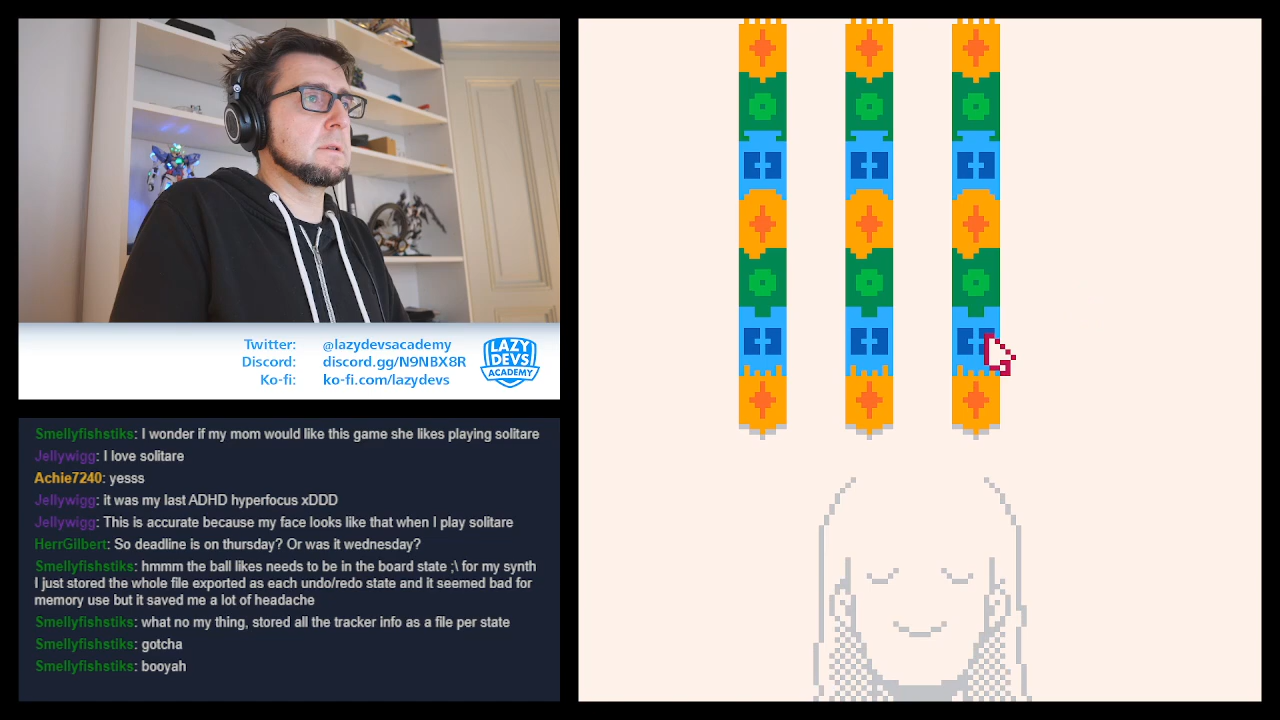 Twitter: @lazydevsacademy
Discord: discord.gg/N9NBX8R
Ko-fi: ko-fi.com/lazydevs
LAZY
DEVS
ACADEMY
Smellyfishstiks: I wonder if my mom would like this game she likes playing solitare
Jellywigg: I love solitare
Achie7240: yesss
Jellywigg: it was my last ADHD hyperfocus xDDD
Jellywigg: This is accurate because my face looks like that when I play solitare
HerrGilbert: So deadline is on thursday? Or was it wednesday?
Smellyfishstiks: hmmm the ball likes needs to be in the board state ;\ for my synth
I just stored the whole file exported as each undo/redo state and it seemed bad for
memory use but it saved me a lot of headache
Smellyfishstiks: what no my thing, stored all the tracker info as a file per state
Smellyfishstiks: gotcha
Smellyfishstiks: booyah